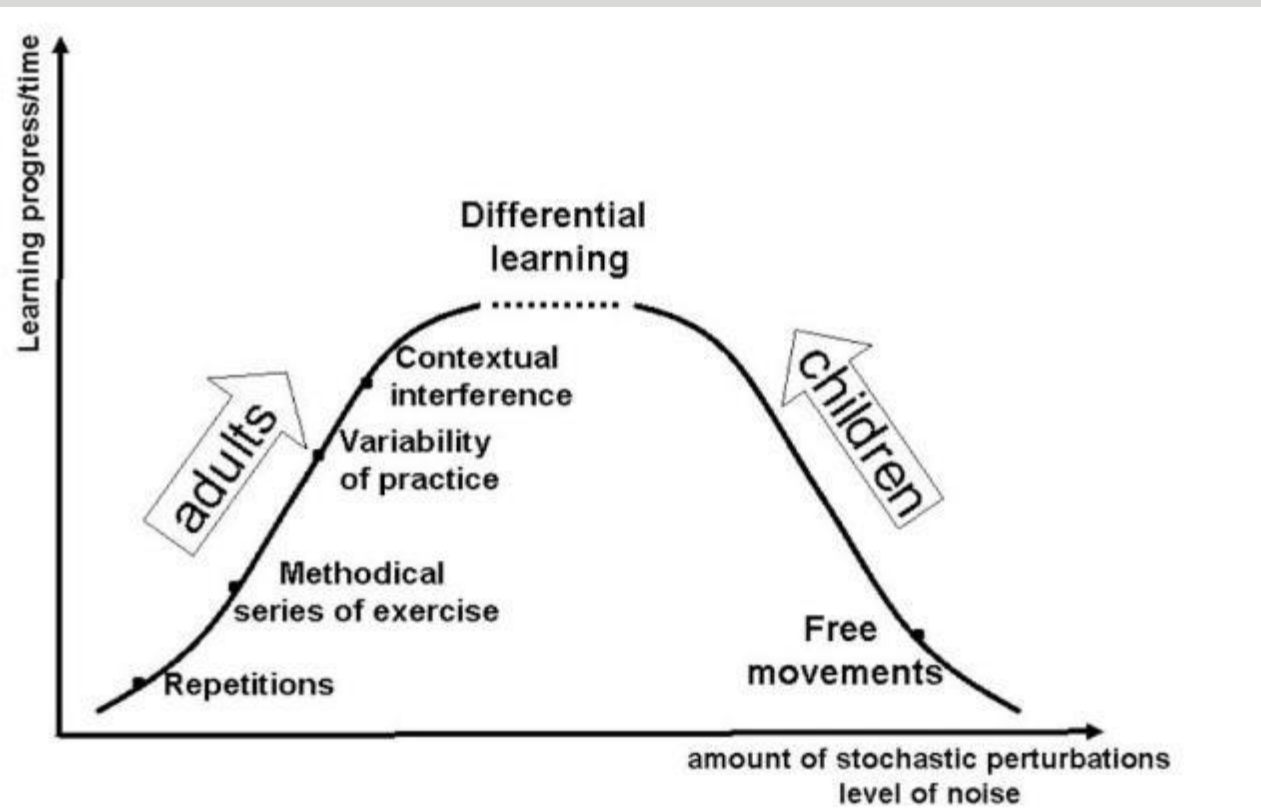 Learning progress/time
Differential
learning
Contextual
interference
adults
children
Variability
of practice
Methodical
series of exercise
Free
movements
Repetitions
amount of stochastic perturbations
level of noise